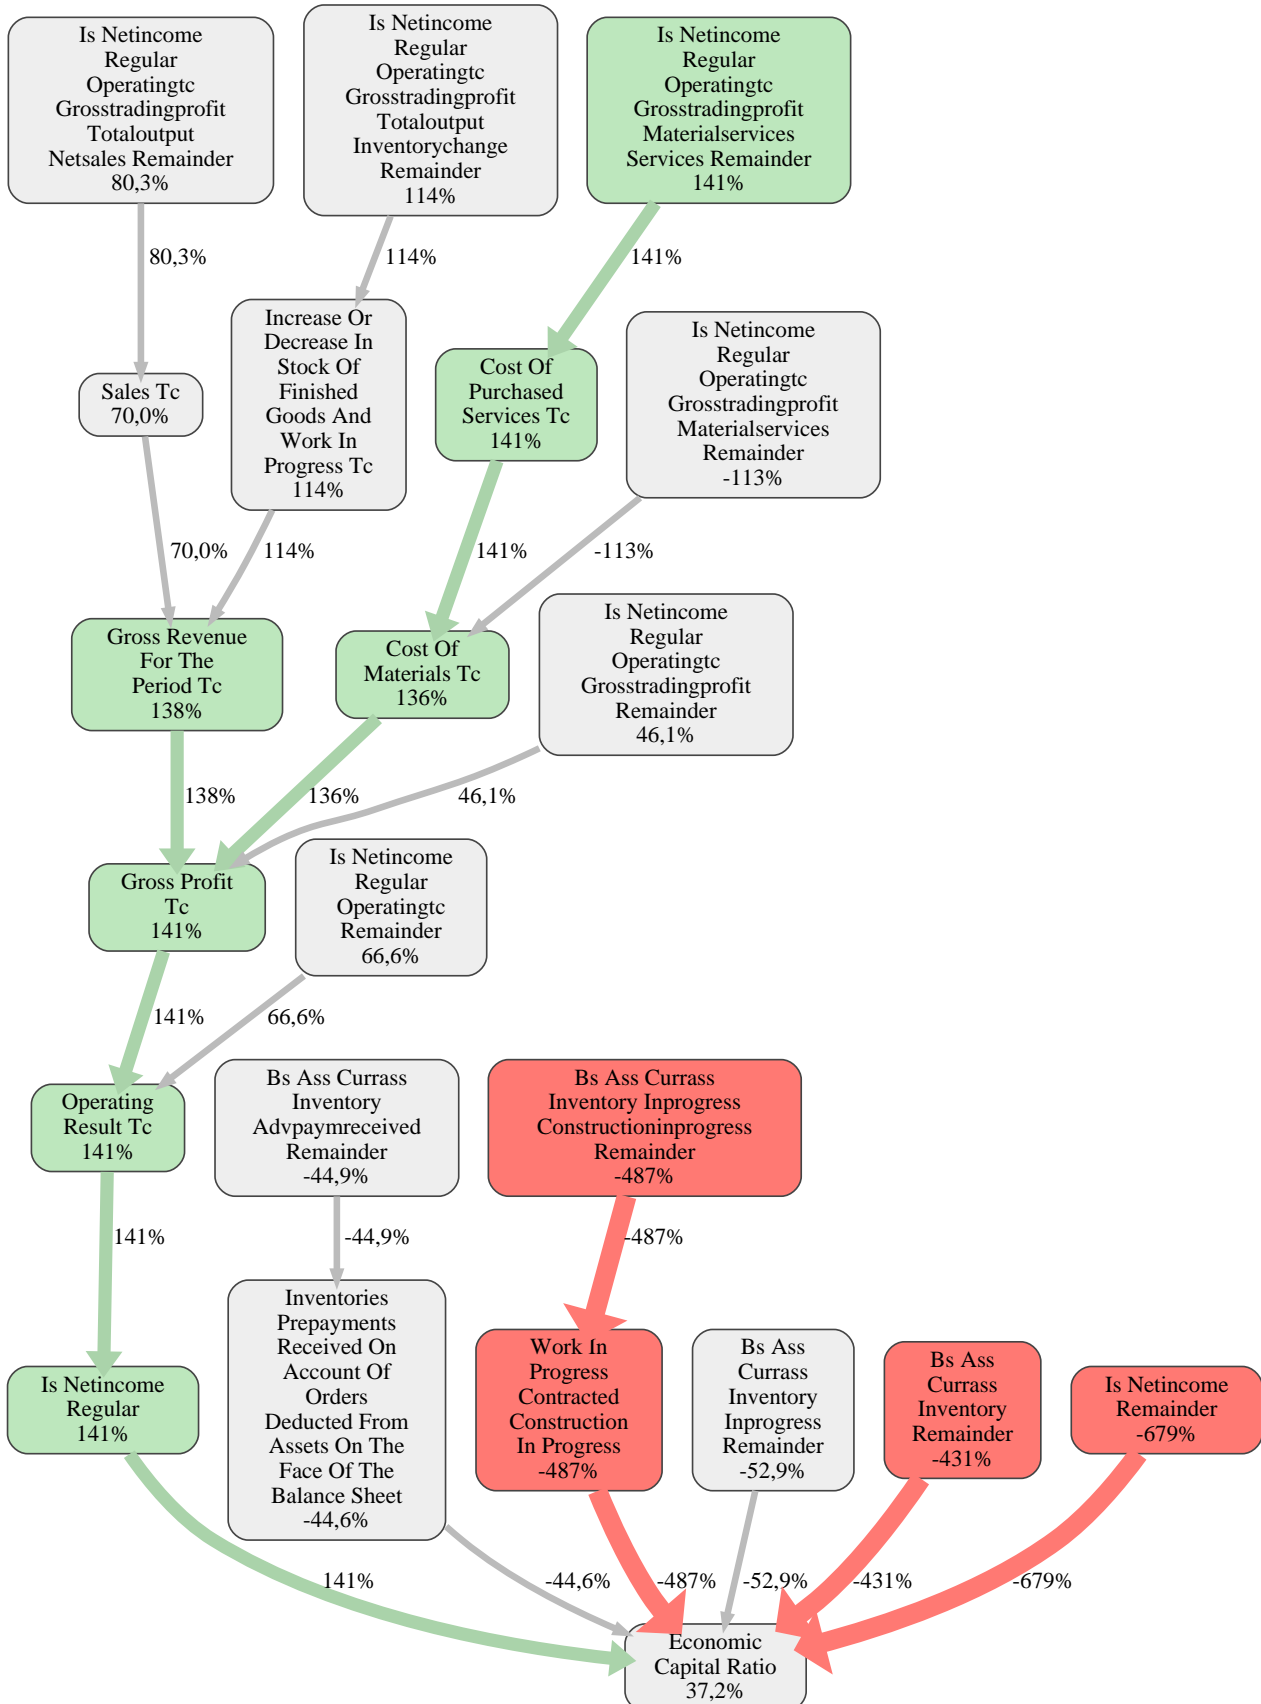 Is Netincome
Regular
Operatingtc
Grosstradingprofit
Totaloutput
Netsales Remainder
80,3%
Is Netincome
Regular
Operatingtc
Grosstradingprofit
Totaloutput
Inventorychange
Remainder
114%
Is Netincome
Regular
Operatingtc
Grosstradingprofit
Materialservices
Services Remainder
141%
80,3%
114%
141%
Sales Tc
70,0%
Increase Or
Decrease In
Stock Of
Finished
Goods And
Work In
Progress Tc
114%
Cost Of
Purchased
Services Tc
141%
Is Netincome
Regular
Operatingtc
Grosstradingprofit
Materialservices
Remainder
-113%
70,0%
114%
141%
-113%
Gross Revenue
For The
Period Tc
138%
Cost Of
Materials Tc
136%
Is Netincome
Regular
Operatingtc
Grosstradingprofit
Remainder
46,1%
138%
136%
46,1%
Gross Profit
Tc
141%
Is Netincome
Regular
Operatingtc
Remainder
66,6%
141%
66,6%
Operating
Result Tc
141%
Bs Ass Currass
Inventory
Advpaymreceived
Remainder
-44,9%
Bs Ass Currass
Inventory Inprogress
Constructioninprogress
Remainder
-487%
141%
-44,9%
-487%
Is Netincome
Regular
141%
Inventories
Prepayments
Received On
Account Of
Orders
Deducted From
Assets On The
Face Of The
Balance Sheet
-44,6%
Work In
Progress
Contracted
Construction
In Progress
-487%
Bs Ass
Currass
Inventory
Inprogress
Remainder
-52,9%
Bs Ass
Currass
Inventory
Remainder
-431%
Is Netincome
Remainder
-679%
141%
-44,6%
-487%
-52,9%
-431%
-679%
Economic
Capital Ratio
37,2%